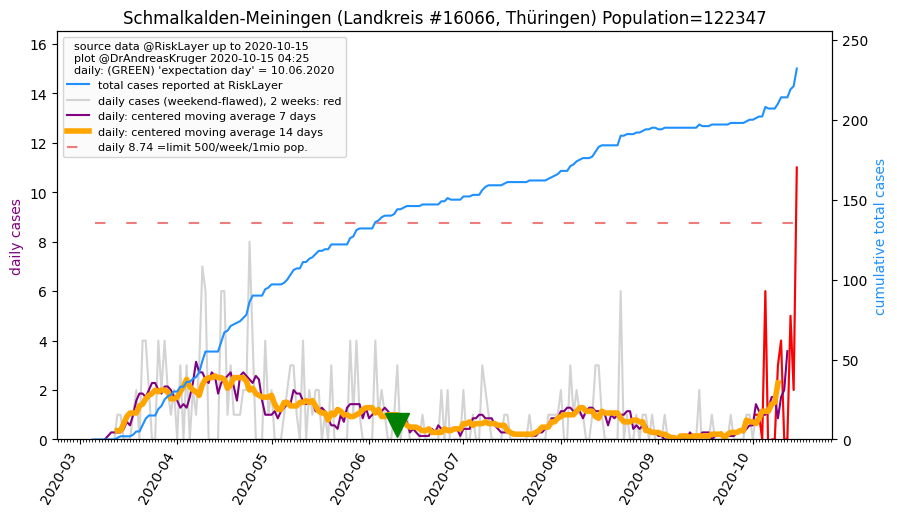 Schmalkalden-Meiningen (Landkreis #16066, Thüringen) Population=122347
source data @RiskLayer up to 2020-10-15
plot @DrAndreasKruger 2020-10-15 04:25
daily: (GREEN) 'expectation day' = 10.06.2020
total cases reported at RiskLayer
daily cases (weekend-flawed), 2 weeks: red
daily: centered moving average 7 days
daily: centered moving average 14 days
daily 8.74 =limit 500/week/1mio pop.
daily cases
16
14
12
10
8
6
4
2
0
cumulative total cases
250
200
150
100
50
0
2020-03
2020-04
2020-05
2020-06
2020-07
2020-08
2020-09
2020-10